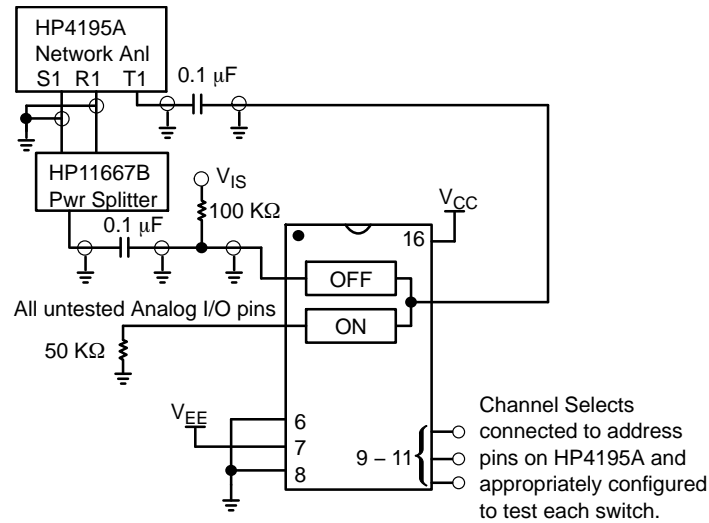 HP4195A
Network Anl
S1 R1 T1
0.1 μF
HP11667B
Pwr Splitter
V_IS
0.1 μF
100 KΩ
V_CC
16
OFF
All untested Analog I/O pins
ON
50 KΩ
V_EE
6
7
8
9 – 11
Channel Selects
connected to address
pins on HP4195A and
appropriately configured
to test each switch.